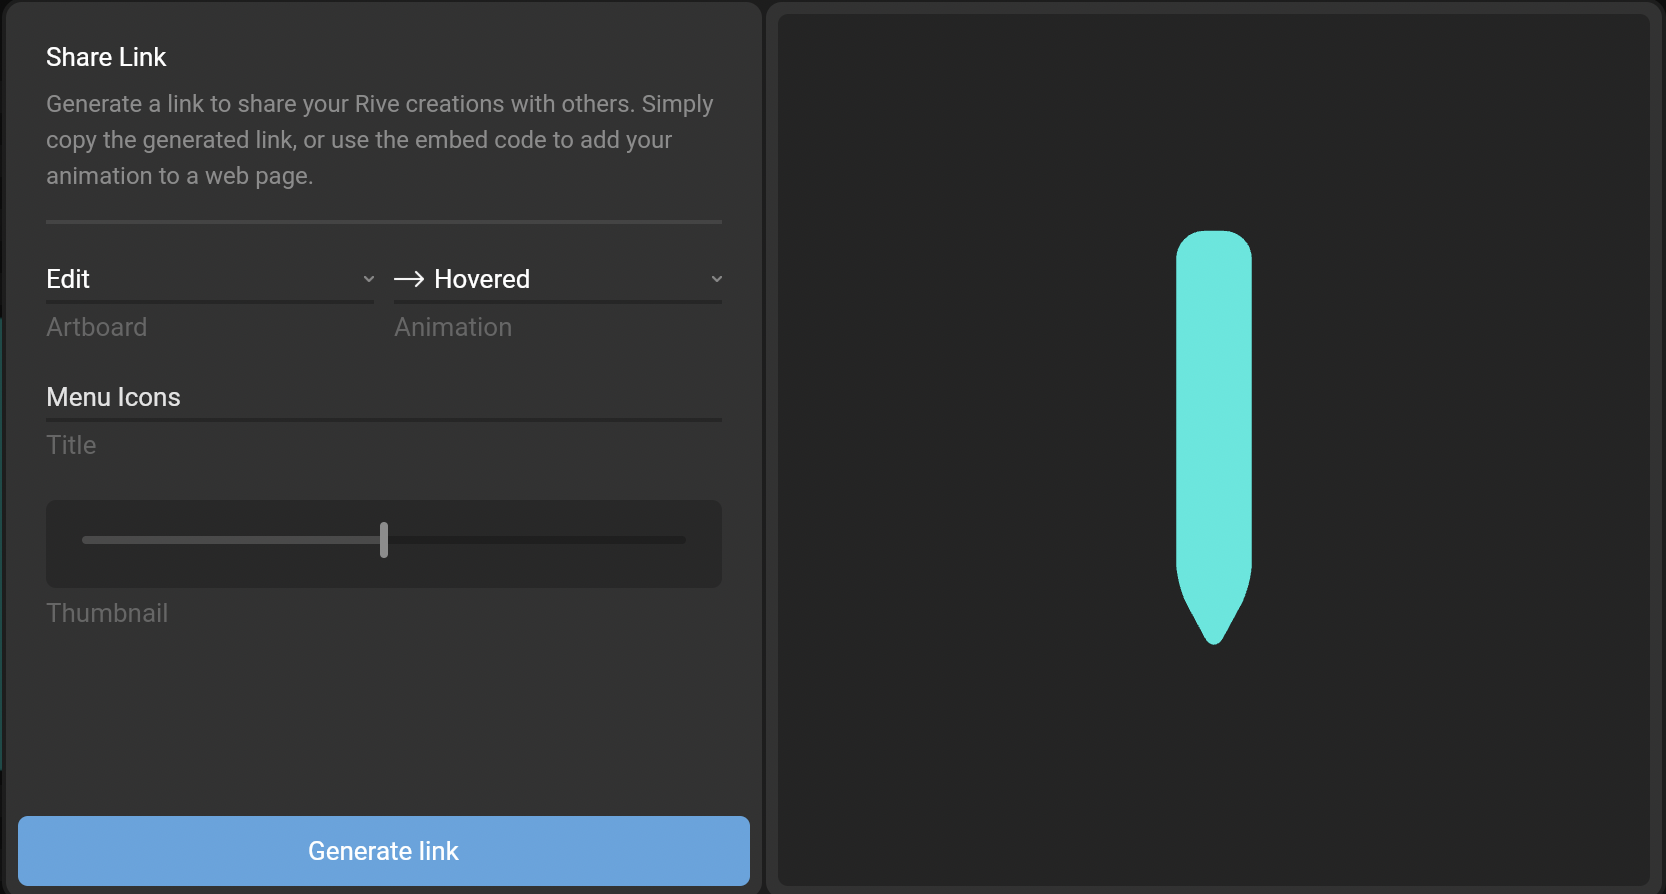 Share Link
Generate a link to share your Rive creations with others. Simply
copy the generated link, or use the embed code to add your
animation to a web page.
Edit
Hovered
Artboard
Animation
Menu Icons
Title
Thumbnail
Generate link